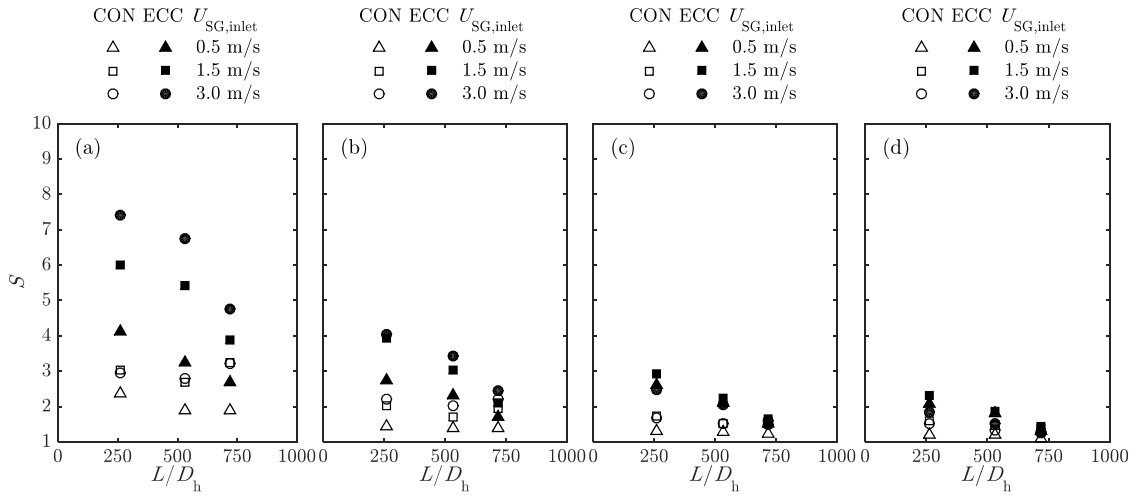 CON ECC U_SG,inlet CON ECC U_SG,inlet CON ECC U_SG,inlet CON ECC U_SG,inlet
0.5 m/s 0.5 m/s 0.5 m/s 0.5 m/s
1.5 m/s 1.5 m/s 1.5 m/s 1.5 m/s
3.0 m/s 3.0 m/s 3.0 m/s 3.0 m/s
10
(a) (b) (c) (d)
9
8
7
6
S
5
4
3
2
1
0 250 500 750 1000 0 250 500 750 1000 0 250 500 750 1000 0 250 500 750 1000
L/D_h L/D_h L/D_h L/D_h